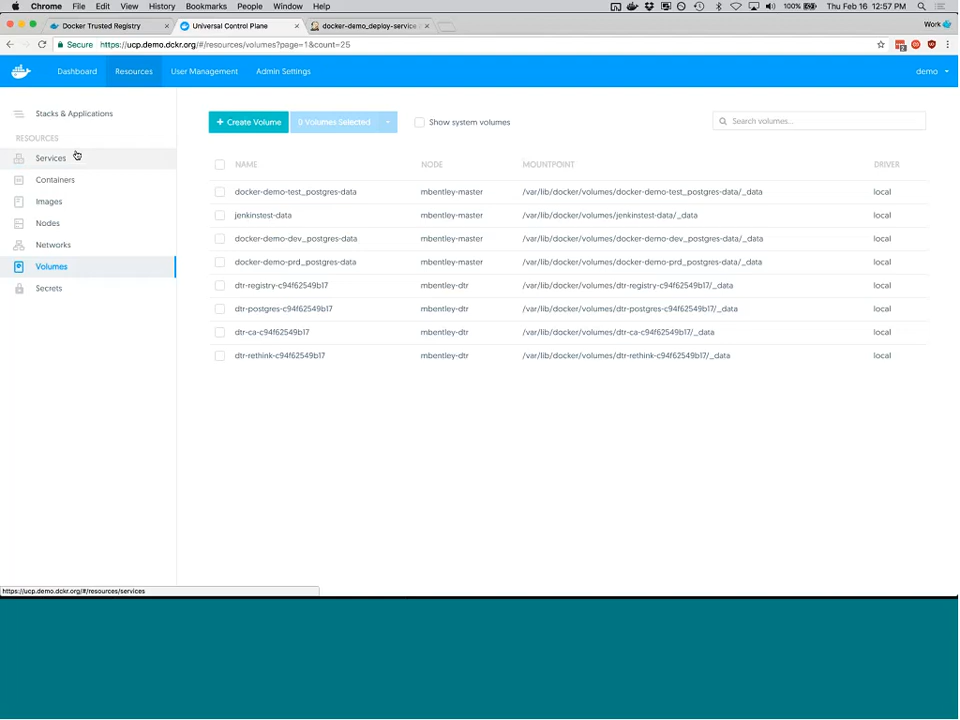 Chrome File Edit View History Bookmarks People Window Help 100% Thu Feb 16 12:57 PM
Docker Trusted Registry Universal Control Plane docker-demo_deploy-service Work
Secure https://ucp.demo.dckr.org/#/resources/volumes?page=1&count=25
Dashboard Resources User Management Admin Settings demo
Stacks & Applications
+ Create Volume 0 Volumes Selected Show system volumes Search volumes...
RESOURCES
Services
Containers
Images
Nodes
Networks
Volumes
Secrets
NAME NODE MOUNTPOINT DRIVER
docker-demo-test_postgres-data mbentley-master /var/lib/docker/volumes/docker-demo-test_postgres-data/_data local
jenkinstest-data mbentley-master /var/lib/docker/volumes/jenkinstest-data/_data local
docker-demo-dev_postgres-data mbentley-master /var/lib/docker/volumes/docker-demo-dev_postgres-data/_data local
docker-demo-prd_postgres-data mbentley-master /var/lib/docker/volumes/docker-demo-prd_postgres-data/_data local
dtr-registry-c94f62549b17 mbentley-dtr /var/lib/docker/volumes/dtr-registry-c94f62549b17/_data local
dtr-postgres-c94f62549b17 mbentley-dtr /var/lib/docker/volumes/dtr-postgres-c94f62549b17/_data local
dtr-ca-c94f62549b17 mbentley-dtr /var/lib/docker/volumes/dtr-ca-c94f62549b17/_data local
dtr-rethink-c94f62549b17 mbentley-dtr /var/lib/docker/volumes/dtr-rethink-c94f62549b17/_data local
https://ucp.demo.dckr.org/#/resources/services